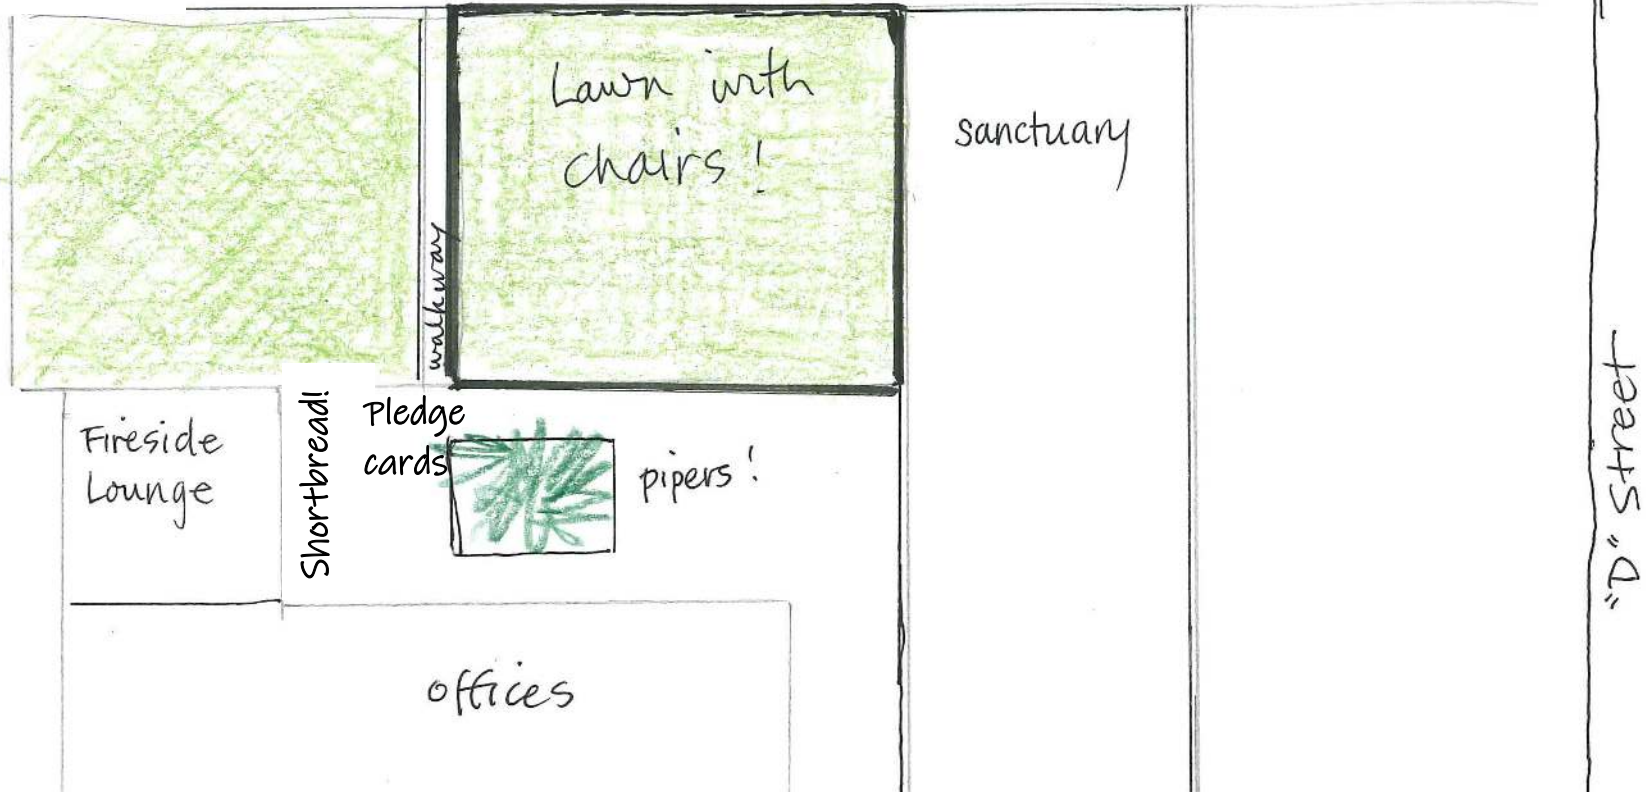 Lawn with
chairs!
sanctuary
walkway
"D" Street
Fireside
Lounge
Shortbread!
Pledge
cards
pipers!
offices